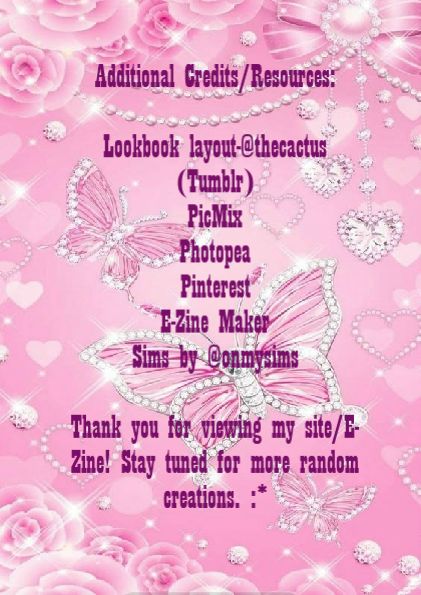 Additional Credits/Resources:
Lookbook layout-@thecactus
(Tumblr)
PicMix
Photopea
Pinterest
E-Zine Maker
Sims by @onmysims
Thank you for viewing my site/E-
Zine! Stay tuned for more random
creations. :*